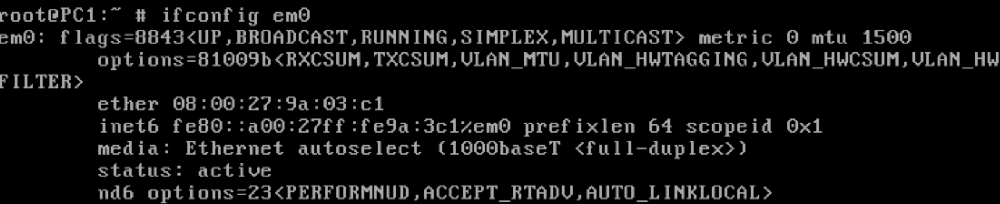 root@PC1:~ # ifconfig em0
em0: flags=8843<UP,BROADCAST,RUNNING,SIMPLEX,MULTICAST> metric 0 mtu 1500
        options=81009b<RXCSUM,TXCSUM,VLAN_MTU,VLAN_HWTAGGING,VLAN_HWCSUM,VLAN_HW
FILTER>
        ether 08:00:27:9a:03:c1
        inet6 fe80::a00:27ff:fe9a:3c1%em0 prefixlen 64 scopeid 0x1
        media: Ethernet autoselect (1000baseT <full-duplex>)
        status: active
        nd6 options=23<PERFORMNUD,ACCEPT_RTADV,AUTO_LINKLOCAL>